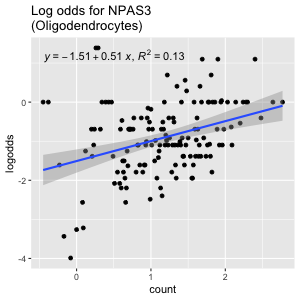 Log odds for NPAS3
(Oligodendrocytes)
y = −1.51 + 0.51 x, R² = 0.13
logodds
0
-2
-4
0
1
2
count